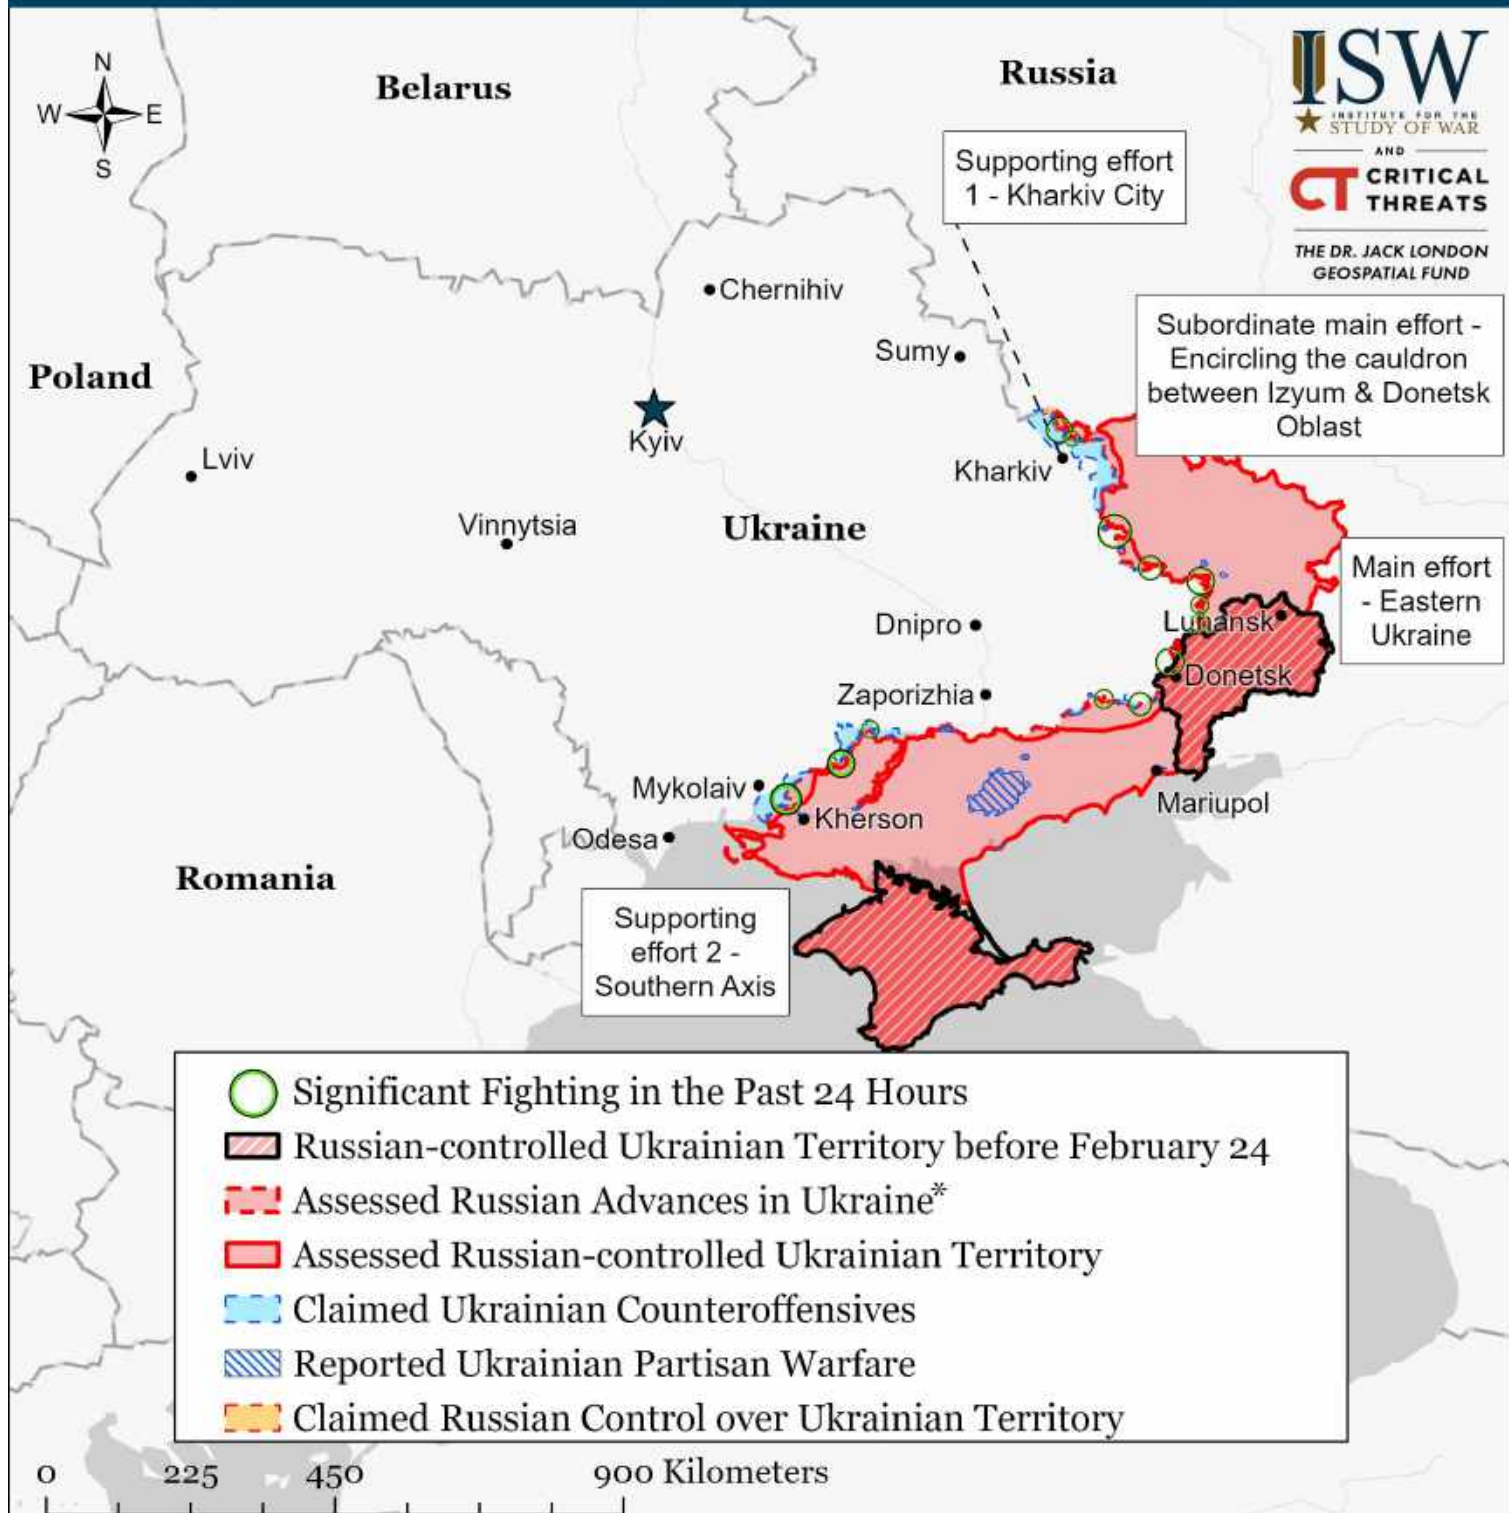 N
W
E
S
Belarus
Russia
ISW
INSTITUTE FOR THE
STUDY OF WAR
AND
CT CRITICAL
THREATS
THE DR. JACK LONDON
GEOSPATIAL FUND
Supporting effort
1 - Kharkiv City
Chernihiv
Subordinate main effort -
Encircling the cauldron
between Izyum & Donetsk
Oblast
Sumy
Poland
Kyiv
Lviv
Kharkiv
Vinnytsia
Ukraine
Main effort
- Eastern
Ukraine
Dnipro
Luhansk
Donetsk
Zaporizhia
Mykolaiv
Mariupol
Kherson
Odesa
Romania
Supporting
effort 2 -
Southern Axis
Significant Fighting in the Past 24 Hours
Russian-controlled Ukrainian Territory before February 24
Assessed Russian Advances in Ukraine*
Assessed Russian-controlled Ukrainian Territory
Claimed Ukrainian Counteroffensives
Reported Ukrainian Partisan Warfare
Claimed Russian Control over Ukrainian Territory
0 225 450 900 Kilometers